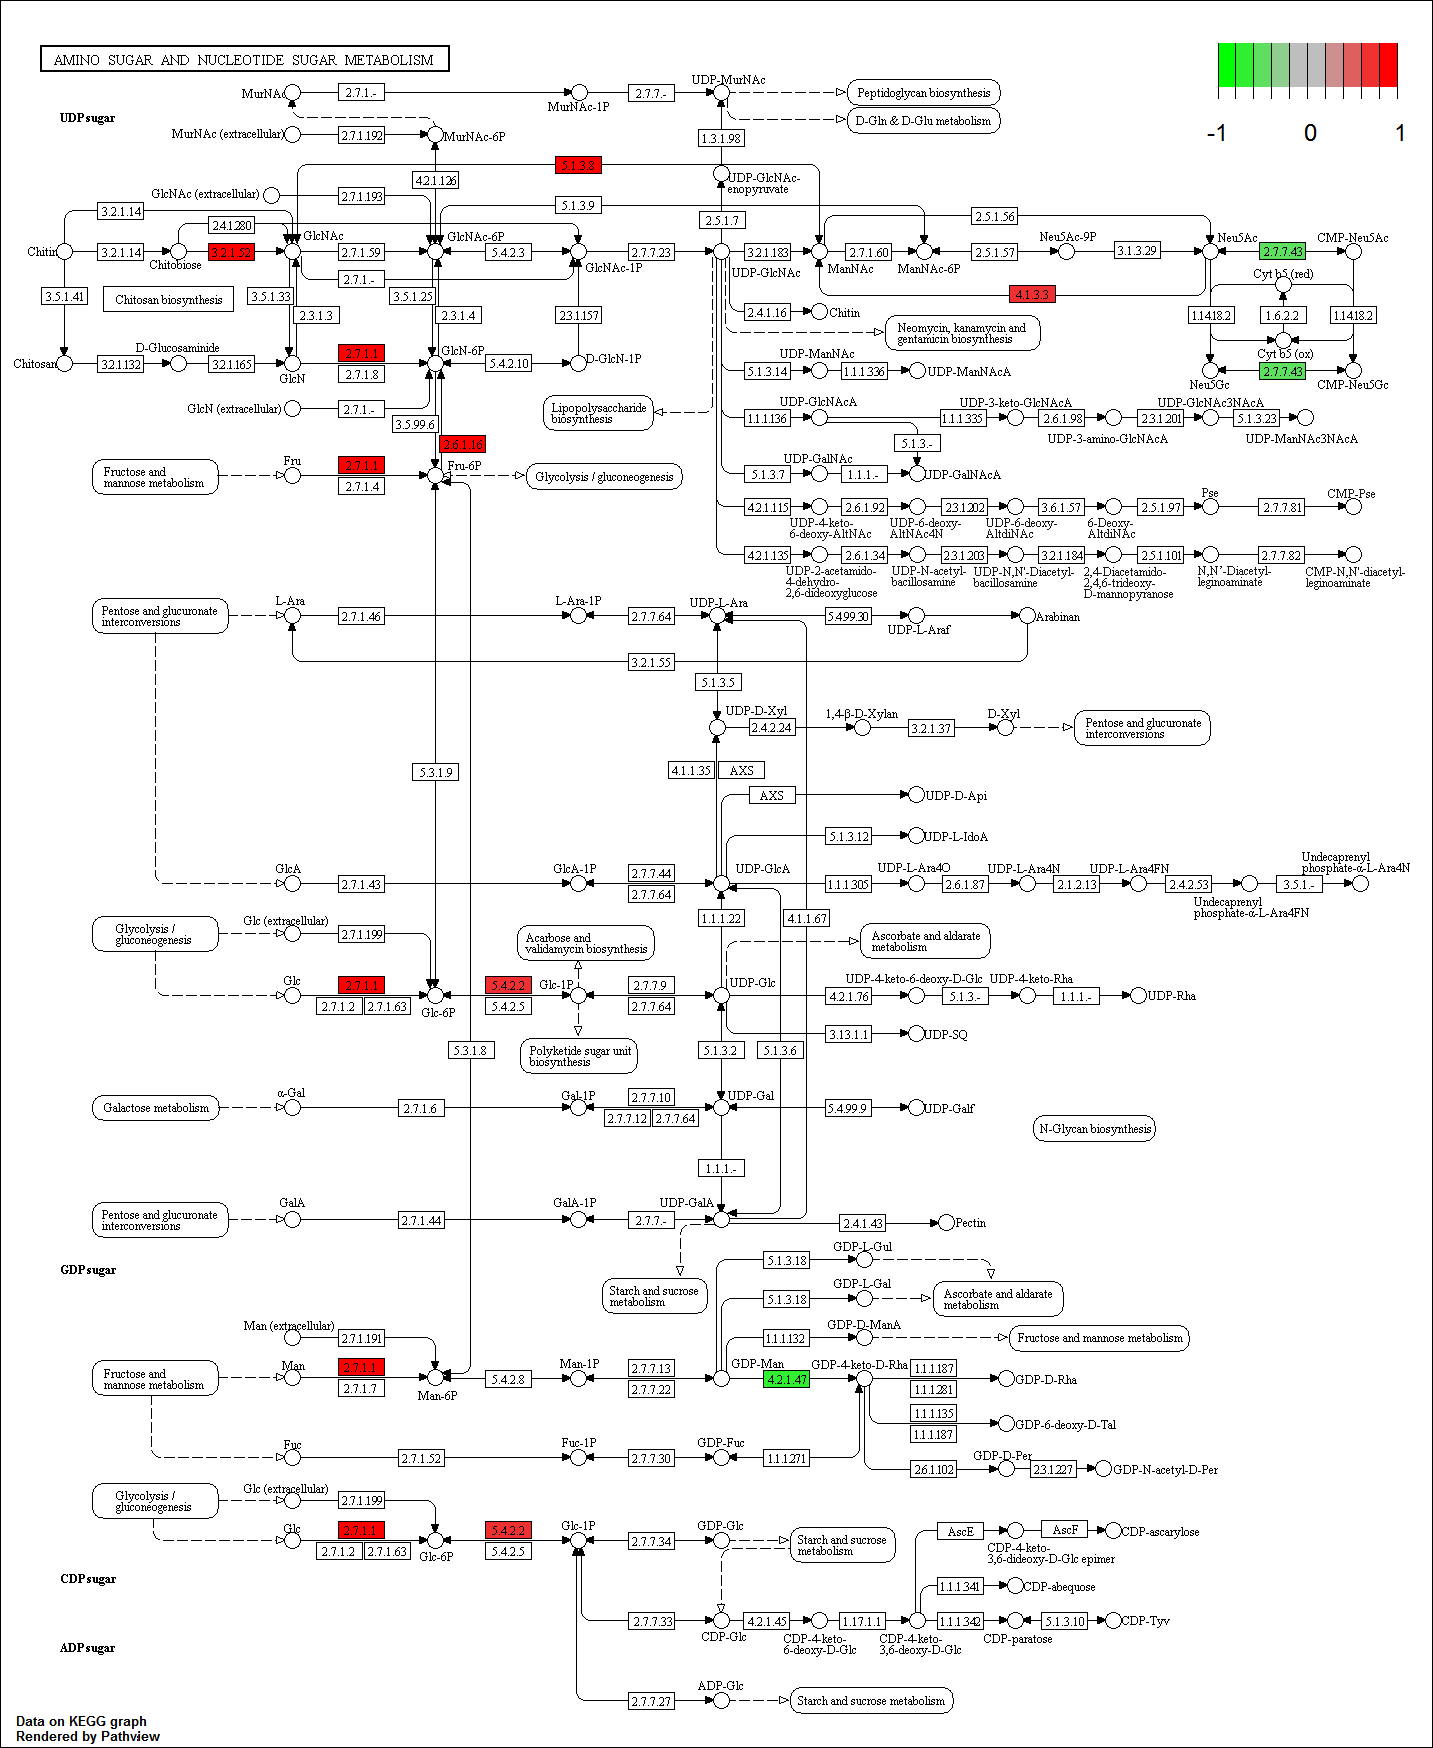 AMINO SUGAR AND NUCLEOTIDE SUGAR METABOLISM
-1 0 1
UDP sugar
MurNAc 2.7.1.- MurNAc-1P 2.7.7.- UDP-MurNAc Peptidoglycan biosynthesis
D-Gln & D-Glu metabolism
MurNAc (extracellular) 2.7.1.192 MurNAc-6P 1.3.1.98
5.1.3.8
4.2.1.126 UDP-GlcNAc-
enopyruvate
GlcNAc (extracellular) 2.7.1.193 5.1.3.9
3.2.1.14 2.4.1.280 2.5.1.7 2.5.1.56
GlcNAc GlcNAc-6P Neu5Ac-9P Neu5Ac CMP-Neu5Ac
Chitin 3.2.1.14 Chitobiose 3.2.1.52 2.7.1.59 5.4.2.3 GlcNAc-1P 2.7.7.23 UDP-GlcNAc 3.2.1.183 ManNAc 2.7.1.60 ManNAc-6P 2.5.1.57 3.1.3.29 2.7.7.43
2.7.1.- Cyt b5 (red)
3.5.1.41 Chitosan biosynthesis 3.5.1.33 3.5.1.25 4.1.3.3
2.3.1.3 2.3.1.4 2.3.1.157 2.4.1.16 Chitin 1.14.18.2 1.6.2.2 1.14.18.2
Neomycin, kanamycin and
gentamicin biosynthesis
D-Glucosaminide 2.7.1.1 GlcN-6P UDP-ManNAc Cyt b5 (ox)
Chitosan 3.2.1.132 3.2.1.165 GlcN 2.7.1.8 5.4.2.10 D-GlcN-1P 5.1.3.14 1.1.1.336 UDP-ManNAcA Neu5Gc 2.7.7.43 CMP-Neu5Gc
GlcN (extracellular) 2.7.1.- Lipopolysaccharide
biosynthesis
UDP-GlcNAcA UDP-3-keto-GlcNAcA UDP-GlcNAc3NAcA
3.5.99.6 1.1.1.136 1.1.1.335 2.6.1.98 2.3.1.201 5.1.3.23
2.6.1.16 5.1.3.- UDP-3-amino-GlcNAcA UDP-ManNAc3NAcA
Fructose and
mannose metabolism
Fru 2.7.1.1 Fru-6P UDP-GalNAc
2.7.1.4 Glycolysis / gluconeogenesis 5.1.3.7 1.1.1.- UDP-GalNAcA
Pse CMP-Pse
4.2.1.115 2.6.1.92 2.3.1.202 3.6.1.57 2.5.1.97 2.7.7.81
UDP-4-keto-
6-deoxy-AltNAc
UDP-6-deoxy-
AltNAc4N
UDP-6-deoxy-
AltdiNAc
6-Deoxy-
AltdiNAc
4.2.1.135 2.6.1.34 2.3.1.203 3.2.1.184 2.5.1.101 2.7.7.82
UDP-2-acetamido-
4-dehydro-
2,6-dideoxyglucose
UDP-N-acetyl-
bacillosamine
UDP-N,N'-Diacetyl-
bacillosamine
2,4-Diacetamido-
2,4,6-trideoxy-
D-mannopyranose
N,N'-Diacetyl-
leginoaminate
CMP-N,N'-diacetyl-
leginoaminate
Pentose and glucuronate
interconversions
L-Ara 2.7.1.46 L-Ara-1P 2.7.7.64 UDP-L-Ara 5.4.99.30 UDP-L-Araf Arabinan
3.2.1.55
5.1.3.5
UDP-D-Xyl 2.4.2.24 1,4-β-D-Xylan 3.2.1.37 D-Xyl Pentose and glucuronate
interconversions
5.3.1.9 4.1.1.35 AXS
AXS UDP-D-Api
5.1.3.12 UDP-L-IdoA
GlcA 2.7.1.43 GlcA-1P 2.7.7.44 UDP-GlcA UDP-L-Ara4O UDP-L-Ara4N UDP-L-Ara4FN Undecaprenyl
phosphate-α-L-Ara4N
2.7.7.64 1.1.1.305 2.6.1.87 2.1.2.13 2.4.2.53 3.5.1.-
Undecaprenyl
phosphate-α-L-Ara4FN
Glycolysis /
gluconeogenesis
Glc (extracellular) 2.7.1.199 1.1.1.22 4.1.1.67
Acarbose and
validamycin biosynthesis
Ascorbate and aldarate
metabolism
Glc 2.7.1.1 5.4.2.2 Glc-1P 2.7.7.9 UDP-Glc UDP-4-keto-6-deoxy-D-Glc UDP-4-keto-Rha
2.7.1.2 2.7.1.63 Glc-6P 5.4.2.5 2.7.7.64 4.2.1.76 5.1.3.- 1.1.1.- UDP-Rha
3.13.1.1 UDP-SQ
5.3.1.8 Polyketide sugar unit
biosynthesis
5.1.3.2 5.1.3.6
Galactose metabolism α-Gal 2.7.1.6 Gal-1P 2.7.7.10 UDP-Gal 5.4.99.9 UDP-Galf
2.7.7.12 2.7.7.64
N-Glycan biosynthesis
1.1.1.-
Pentose and glucuronate
interconversions
GalA 2.7.1.44 GalA-1P 2.7.7.- UDP-GalA 2.4.1.43 Pectin
GDP sugar
Starch and sucrose
metabolism
5.1.3.18 GDP-L-Gul
5.1.3.18 GDP-L-Gal Ascorbate and aldarate
metabolism
Man (extracellular) 2.7.1.191 1.1.1.132 GDP-D-ManA Fructose and mannose metabolism
Fructose and
mannose metabolism
Man 2.7.1.1 Man-6P 5.4.2.8 Man-1P 2.7.7.13 GDP-Man 4.2.1.47 GDP-4-keto-D-Rha 1.1.1.187 GDP-D-Rha
2.7.1.7 2.7.7.22 1.1.1.281
1.1.1.135 GDP-6-deoxy-D-Tal
1.1.1.187
Fuc 2.7.1.52 Fuc-1P 2.7.7.30 GDP-Fuc 1.1.1.271 2.6.1.102 GDP-D-Per 2.3.1.227 GDP-N-acetyl-D-Per
Glycolysis /
gluconeogenesis
Glc (extracellular) 2.7.1.199
Glc 2.7.1.1 5.4.2.2 Glc-1P 2.7.7.34 GDP-Glc Starch and sucrose
metabolism
2.7.1.2 2.7.1.63 Glc-6P 5.4.2.5
AscE AscF CDP-ascarylose
CDP-4-keto-
3,6-dideoxy-D-Glc epimer
CDP sugar
1.1.1.341 CDP-abequose
2.7.7.33 CDP-Glc 4.2.1.45 CDP-4-keto-
6-deoxy-D-Glc
1.17.1.1 CDP-4-keto-
3,6-deoxy-D-Glc
1.1.1.342 CDP-paratose 5.1.3.10 CDP-Tyv
ADP sugar
2.7.7.27 ADP-Glc Starch and sucrose metabolism
Data on KEGG graph
Rendered by Pathview